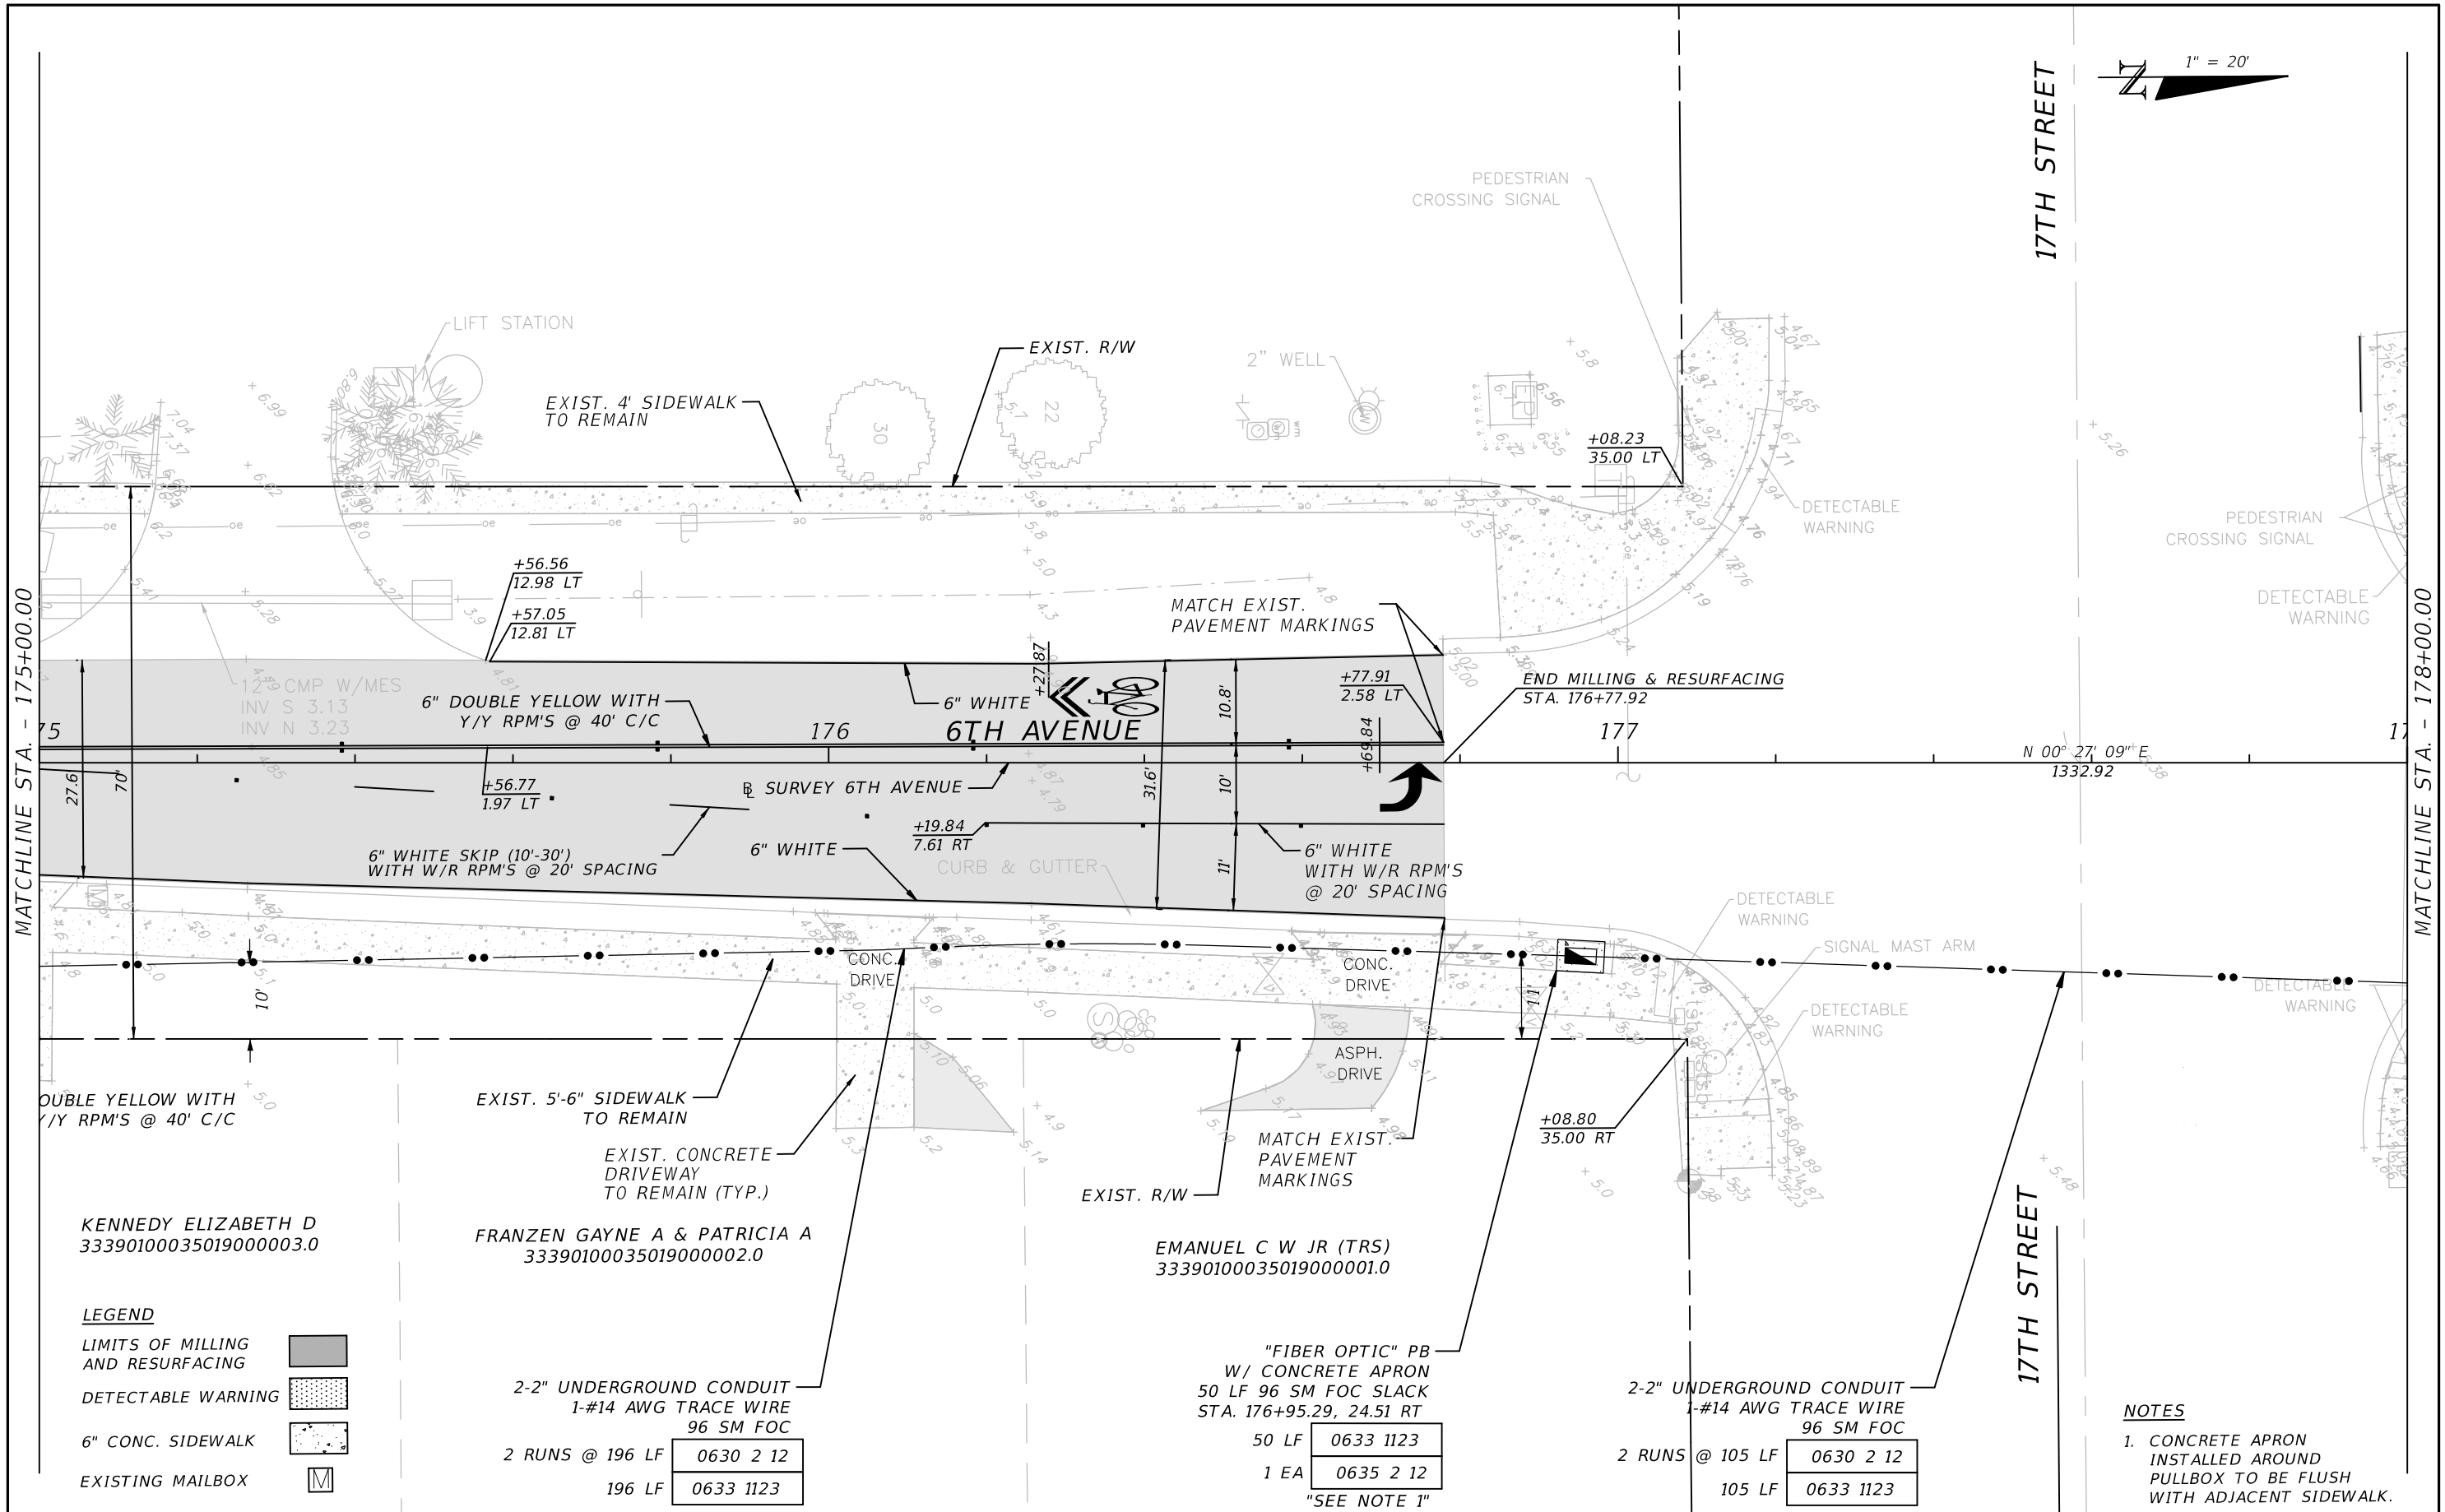 1" = 20'
N
17TH STREET
PEDESTRIAN
CROSSING SIGNAL
LIFT STATION
EXIST. R/W
2" WELL
EXIST. 4' SIDEWALK
TO REMAIN
30
22
+08.23
35.00 LT
DETECTABLE
WARNING
PEDESTRIAN
CROSSING SIGNAL
DETECTABLE
WARNING
+56.56
12.98 LT
+57.05
12.81 LT
MATCH EXIST.
PAVEMENT MARKINGS
MATCHLINE STA. - 175+00.00
MATCHLINE STA. - 178+00.00
12" CMP W/MES
INV S 3.13
INV N 3.23
6" DOUBLE YELLOW WITH
Y/Y RPM'S @ 40' C/C
6" WHITE
+27.87
10.8'
+77.91
2.58 LT
END MILLING & RESURFACING
STA. 176+77.92
75
176
6TH AVENUE
+69.84
177
17
N 00° 27' 09" E
1332.92
27.6'
70'
+56.77
1.97 LT
BL SURVEY 6TH AVENUE
31.6'
10'
+19.84
7.61 RT
6" WHITE SKIP (10'-30')
WITH W/R RPM'S @ 20' SPACING
6" WHITE
CURB & GUTTER
11'
6" WHITE
WITH W/R RPM'S
@ 20' SPACING
DETECTABLE
WARNING
SIGNAL MAST ARM
10'
CONC.
DRIVE
CONC.
DRIVE
11'
DETECTABLE
WARNING
DETECTABLE
WARNING
ASPH.
DRIVE
OUBLE YELLOW WITH
Y/Y RPM'S @ 40' C/C
EXIST. 5'-6" SIDEWALK
TO REMAIN
+08.80
35.00 RT
EXIST. CONCRETE
DRIVEWAY
TO REMAIN (TYP.)
MATCH EXIST.
PAVEMENT
MARKINGS
EXIST. R/W
KENNEDY ELIZABETH D
33390100035019000003.0
FRANZEN GAYNE A & PATRICIA A
33390100035019000002.0
EMANUEL C W JR (TRS)
33390100035019000001.0
17TH STREET
LEGEND
LIMITS OF MILLING
AND RESURFACING
DETECTABLE WARNING
6" CONC. SIDEWALK
EXISTING MAILBOX
M
2-2" UNDERGROUND CONDUIT
1-#14 AWG TRACE WIRE
96 SM FOC
2 RUNS @ 196 LF 0630 2 12
196 LF 0633 1123
"FIBER OPTIC" PB
W/ CONCRETE APRON
50 LF 96 SM FOC SLACK
STA. 176+95.29, 24.51 RT
50 LF 0633 1123
1 EA 0635 2 12
"SEE NOTE 1"
2-2" UNDERGROUND CONDUIT
1-#14 AWG TRACE WIRE
96 SM FOC
2 RUNS @ 105 LF 0630 2 12
105 LF 0633 1123
NOTES
1. CONCRETE APRON
INSTALLED AROUND
PULLBOX TO BE FLUSH
WITH ADJACENT SIDEWALK.